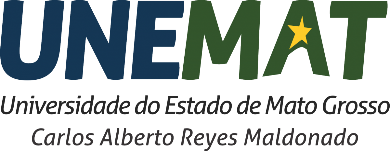 UNEMAT
Universidade do Estado de Mato Grosso
Carlos Alberto Reyes Maldonado